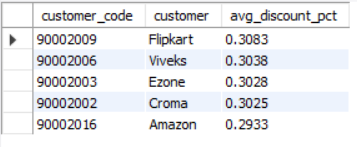 customer_code customer avg_discount_pct
90002009 Flipkart 0.3083
90002006 Viveks 0.3038
90002003 Ezone 0.3028
90002002 Croma 0.3025
90002016 Amazon 0.2933